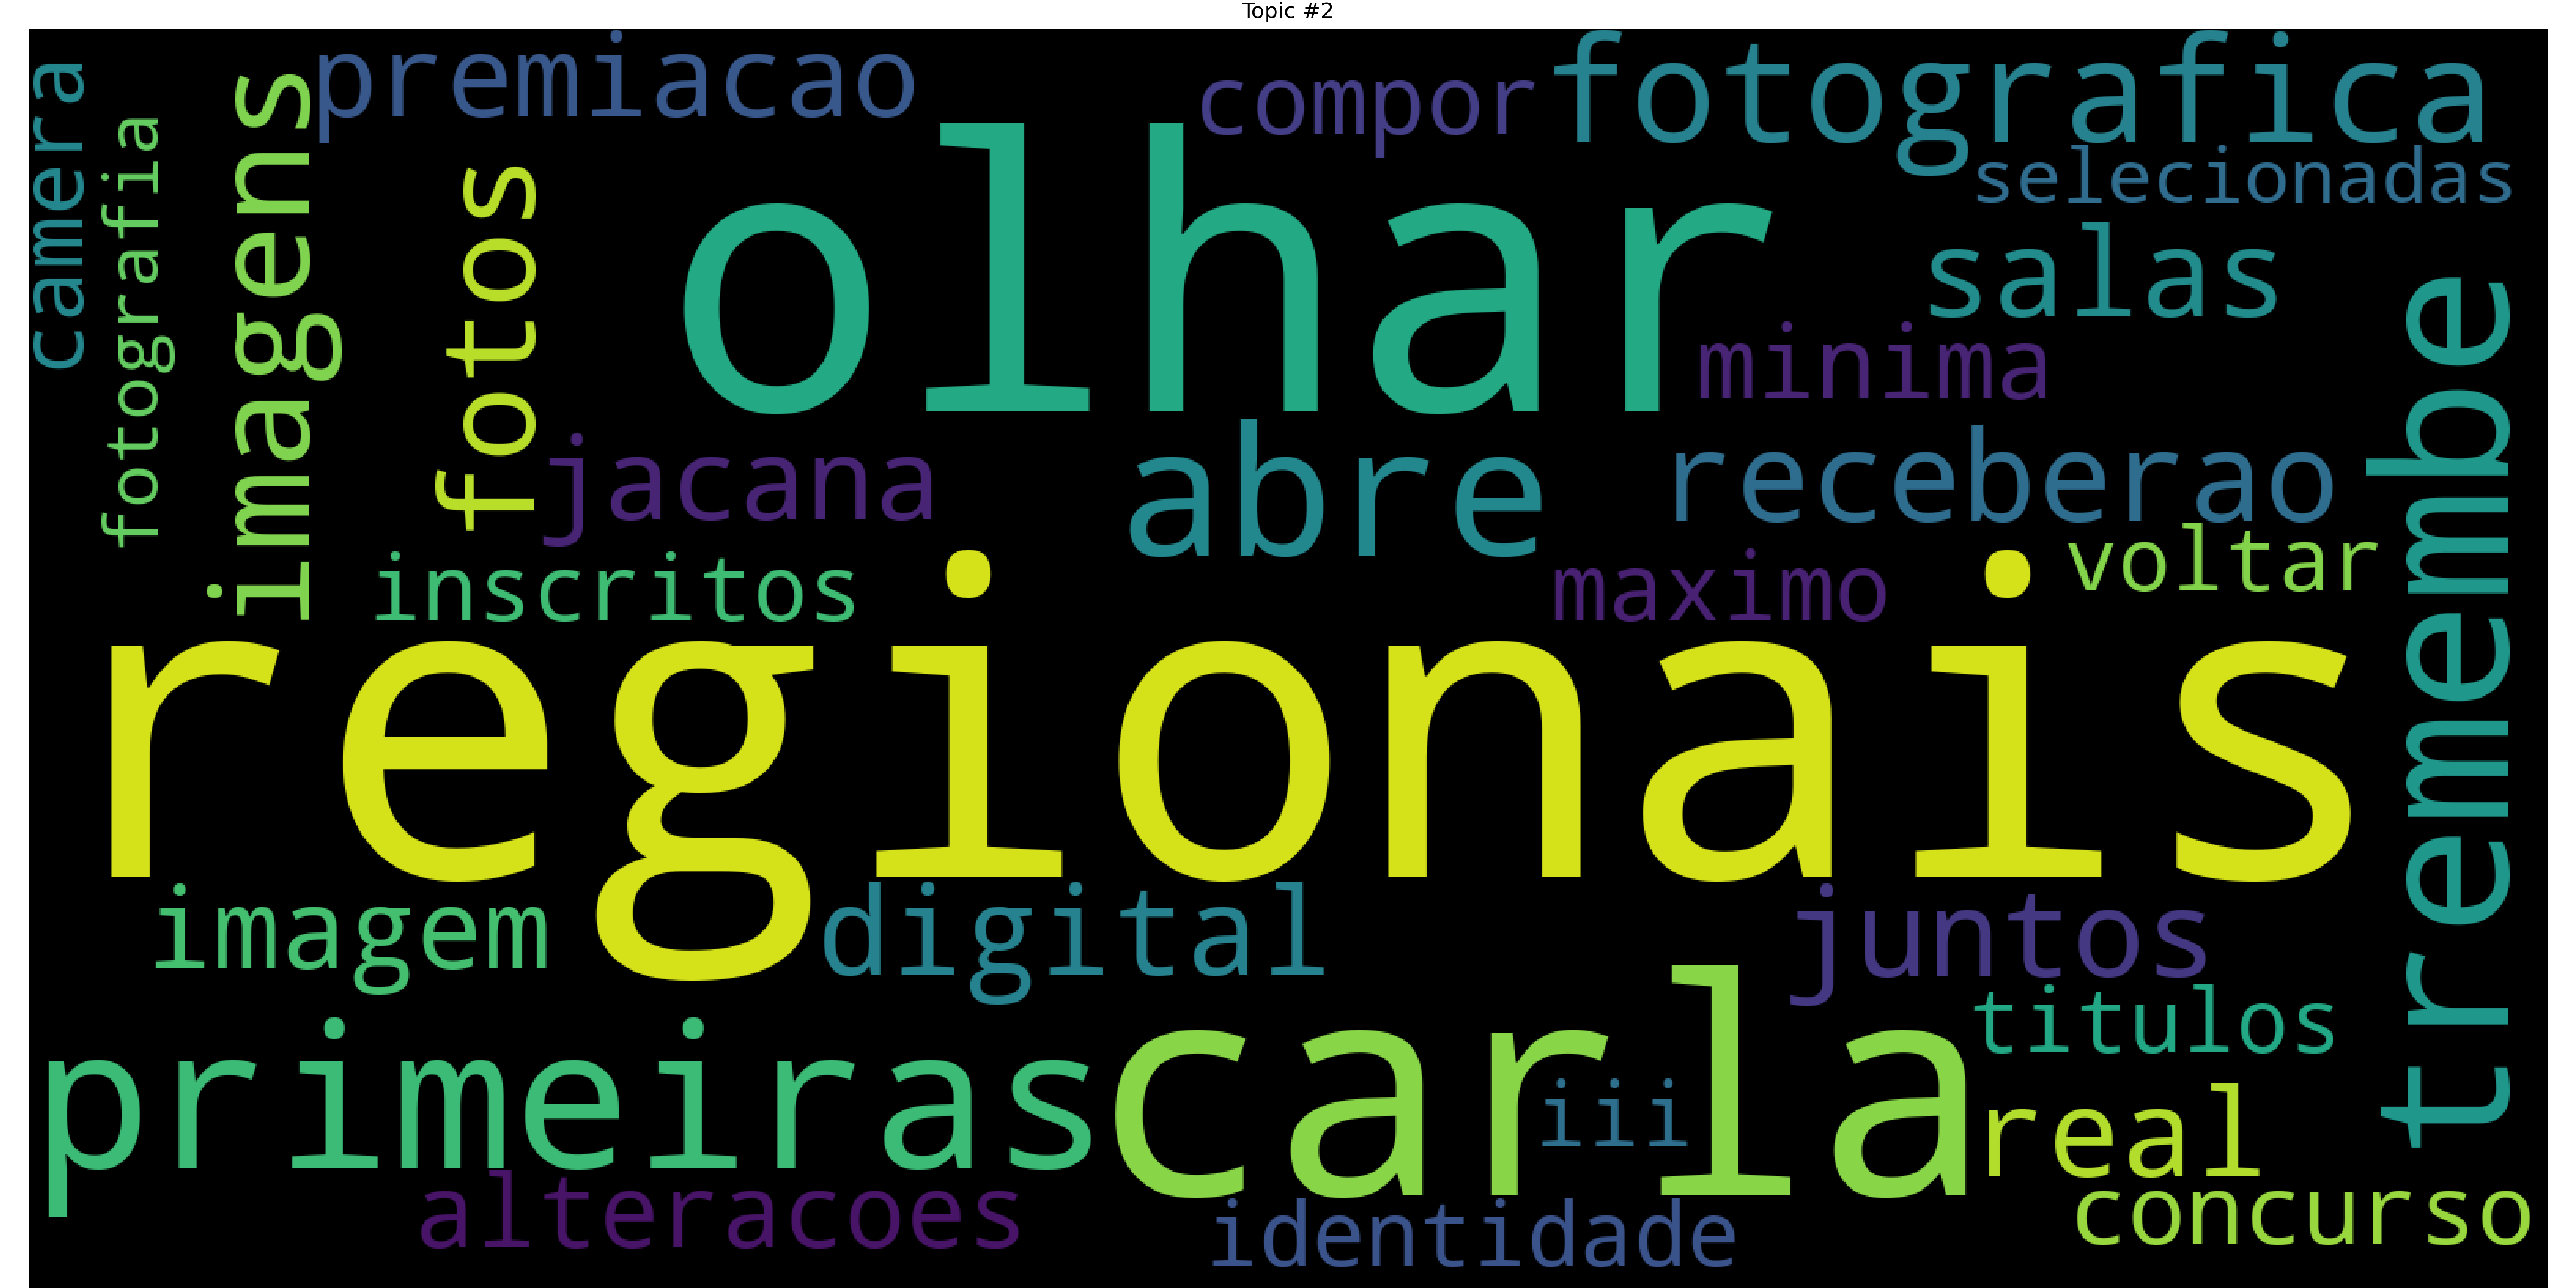 Topic #2
camera
fotografia
imagens
premiacao
fotos
olhar
compor
fotografica
selecionadas
salas
minima
jacana
abre
receberao
tremembe
inscritos
maximo
voltar
regionais
imagem
digital
juntos
titulos
primeiras
carla
iii
real
alteracoes
identidade
concurso